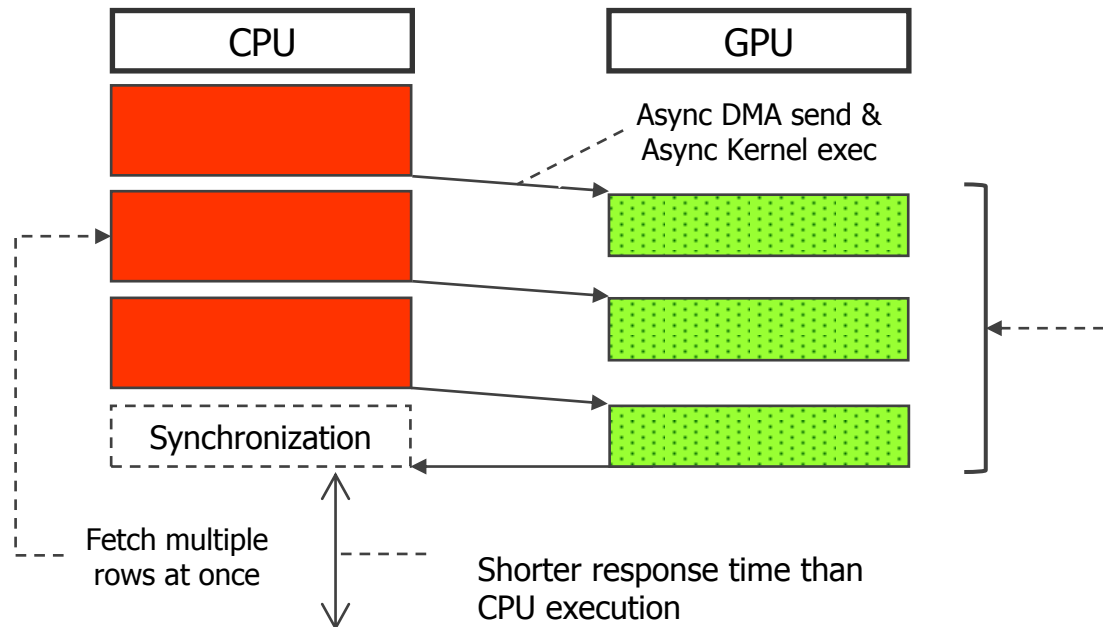 CPU
GPU
Async DMA send &
Async Kernel exec
Synchronization
Fetch multiple
rows at once
Shorter response time than
CPU execution